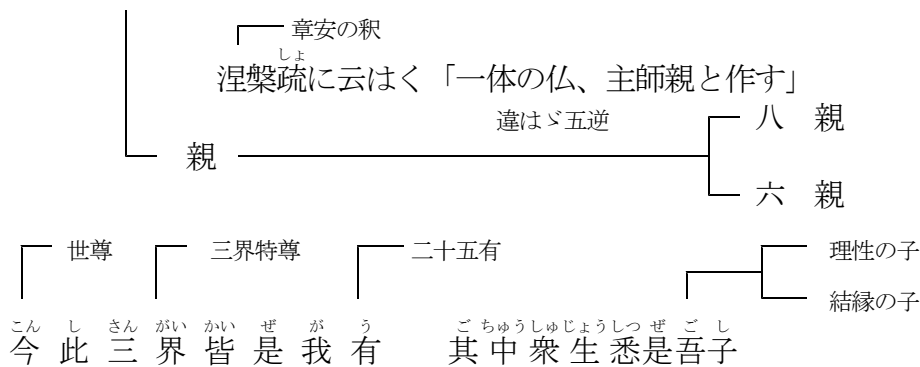 章安の釈
しょ
涅槃疏に云はく「一体の仏、主師親と作す」
違はゞ五逆
八 親
親
六 親
世尊 三界特尊 二十五有 理性の子
結縁の子
こん し さん がい かい ぜ が う ご ちゅう しゅ じょう しつ ぜ ご し
今 此 三 界 皆 是 我 有 其 中 衆 生 悉 是 吾 子